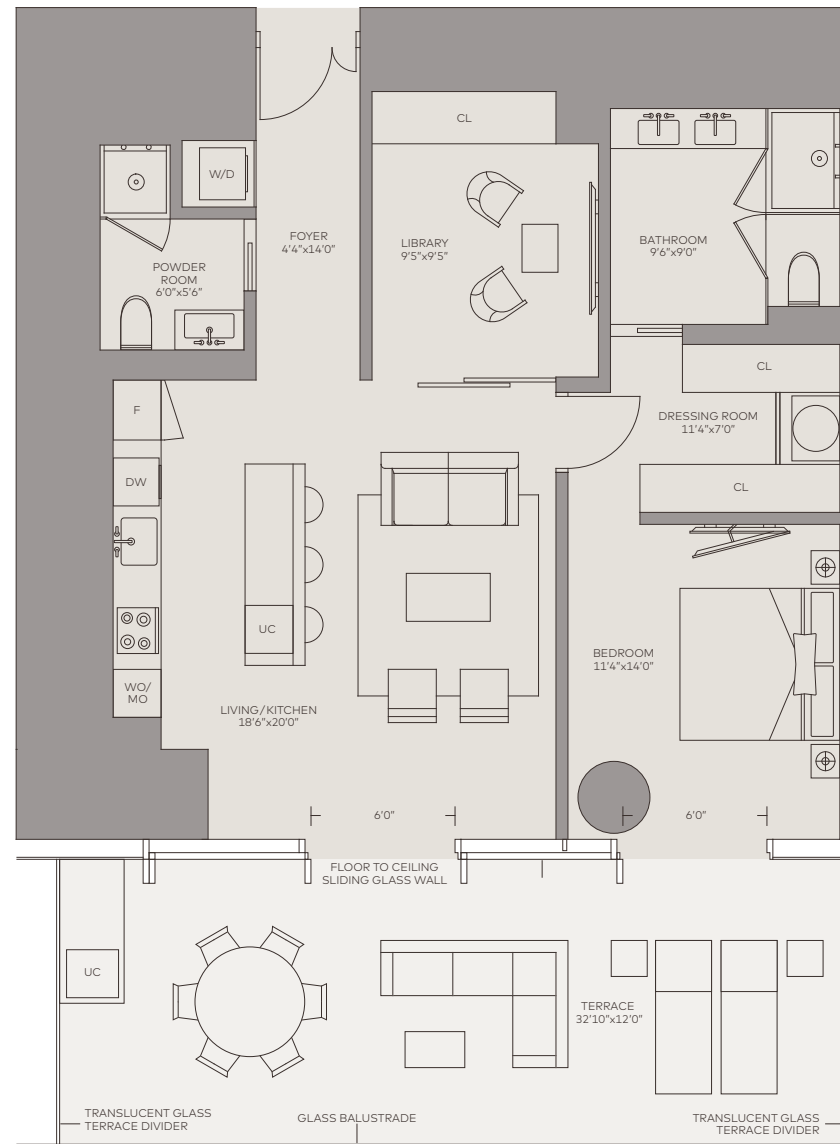 CL
W/D
FOYER
4'4"x14'0"
LIBRARY
9'5"x9'5"
BATHROOM
9'6"x9'0"
POWDER
ROOM
6'0"x5'6"
CL
F
DRESSING ROOM
11'4"x7'0"
DW
CL
UC
BEDROOM
11'4"x14'0"
WO/
MO
LIVING/KITCHEN
18'6"x20'0"
6'0"
6'0"
FLOOR TO CEILING
SLIDING GLASS WALL
UC
TERRACE
32'10"x12'0"
TRANSLUCENT GLASS
TERRACE DIVIDER
GLASS BALUSTRADE
TRANSLUCENT GLASS
TERRACE DIVIDER